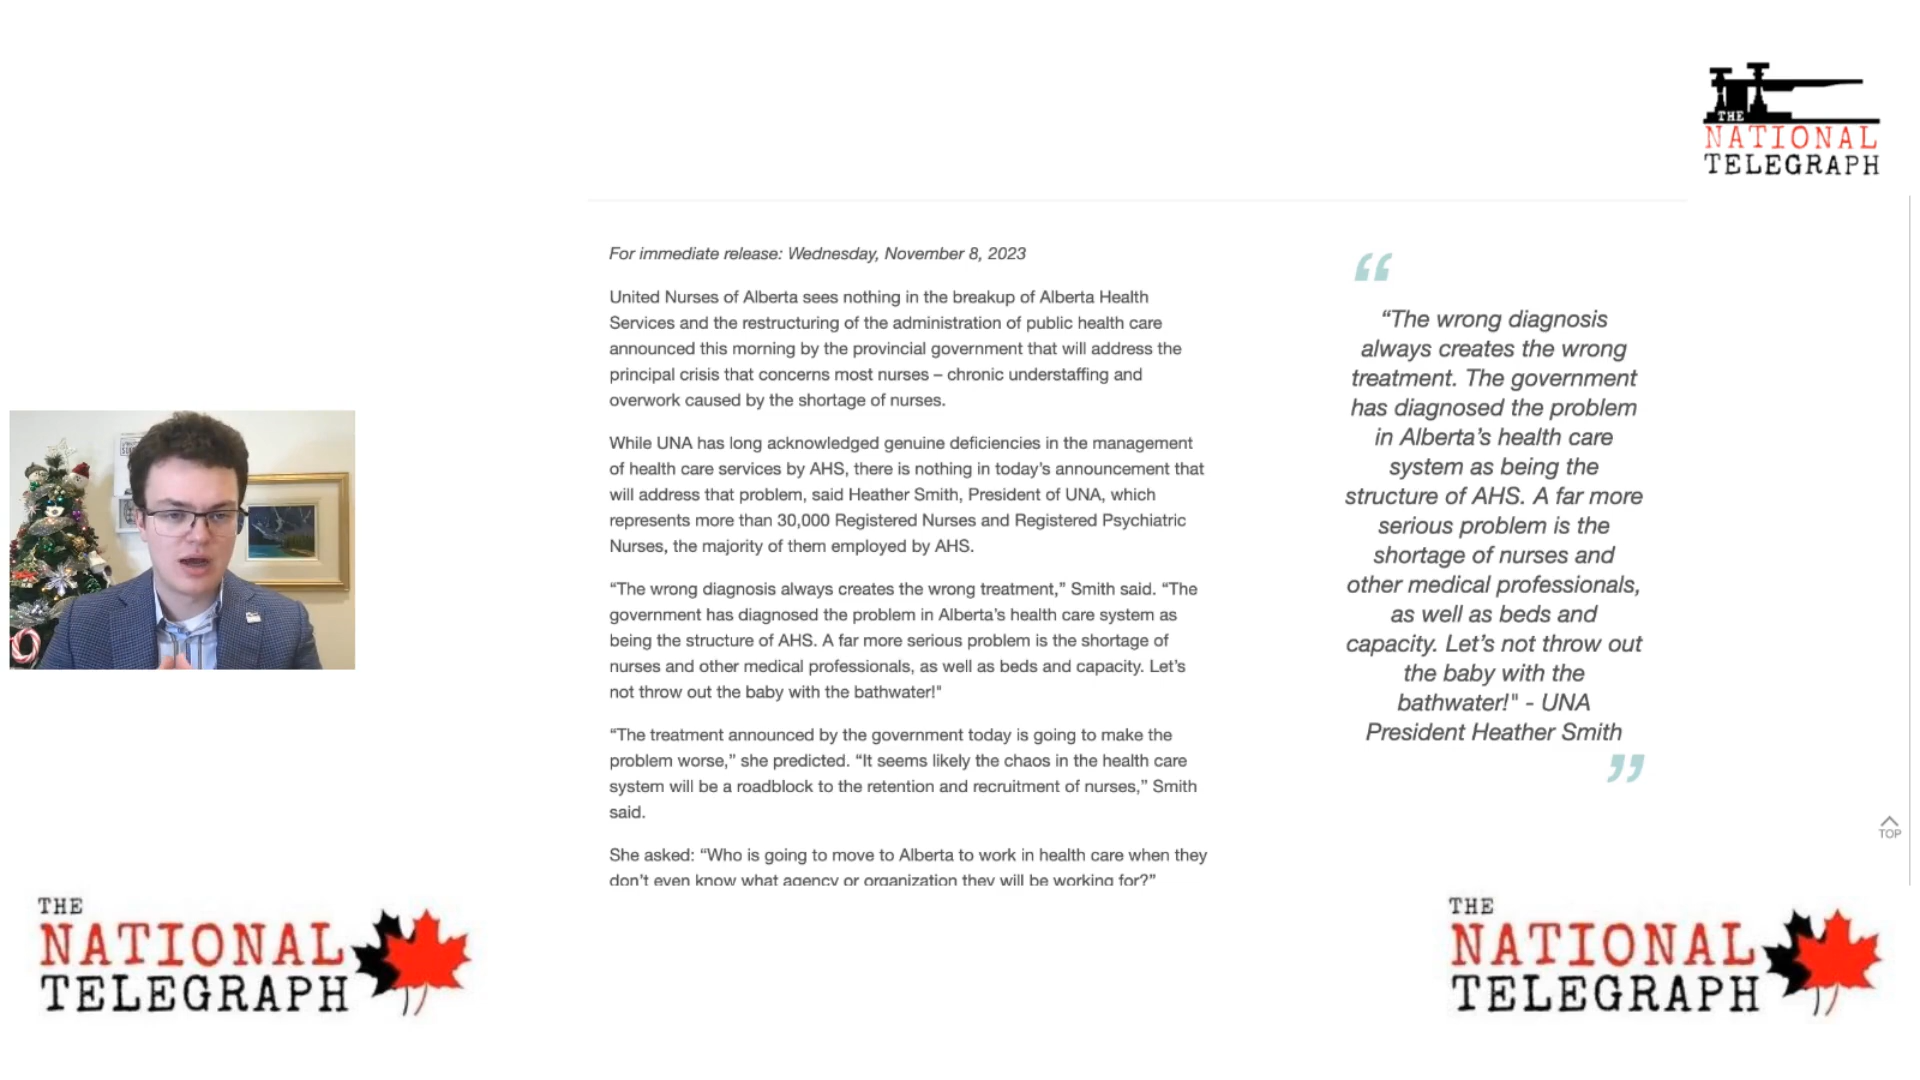 THE
NATIONAL
TELEGRAPH
For immediate release: Wednesday, November 8, 2023
United Nurses of Alberta sees nothing in the breakup of Alberta Health
Services and the restructuring of the administration of public health care
announced this morning by the provincial government that will address the
principal crisis that concerns most nurses – chronic understaffing and
overwork caused by the shortage of nurses.
While UNA has long acknowledged genuine deficiencies in the management
of health care services by AHS, there is nothing in today’s announcement that
will address that problem, said Heather Smith, President of UNA, which
represents more than 30,000 Registered Nurses and Registered Psychiatric
Nurses, the majority of them employed by AHS.
“The wrong diagnosis always creates the wrong treatment,” Smith said. “The
government has diagnosed the problem in Alberta’s health care system as
being the structure of AHS. A far more serious problem is the shortage of
nurses and other medical professionals, as well as beds and capacity. Let’s
not throw out the baby with the bathwater!"
“The treatment announced by the government today is going to make the
problem worse,” she predicted. “It seems likely the chaos in the health care
system will be a roadblock to the retention and recruitment of nurses,” Smith
said.
She asked: “Who is going to move to Alberta to work in health care when they
don’t even know what agency or organization they will be working for?”
“
“The wrong diagnosis
always creates the wrong
treatment. The government
has diagnosed the problem
in Alberta’s health care
system as being the
structure of AHS. A far more
serious problem is the
shortage of nurses and
other medical professionals,
as well as beds and
capacity. Let’s not throw out
the baby with the
bathwater!" - UNA
President Heather Smith
”
TOP
THE
NATIONAL
TELEGRAPH
THE
NATIONAL
TELEGRAPH